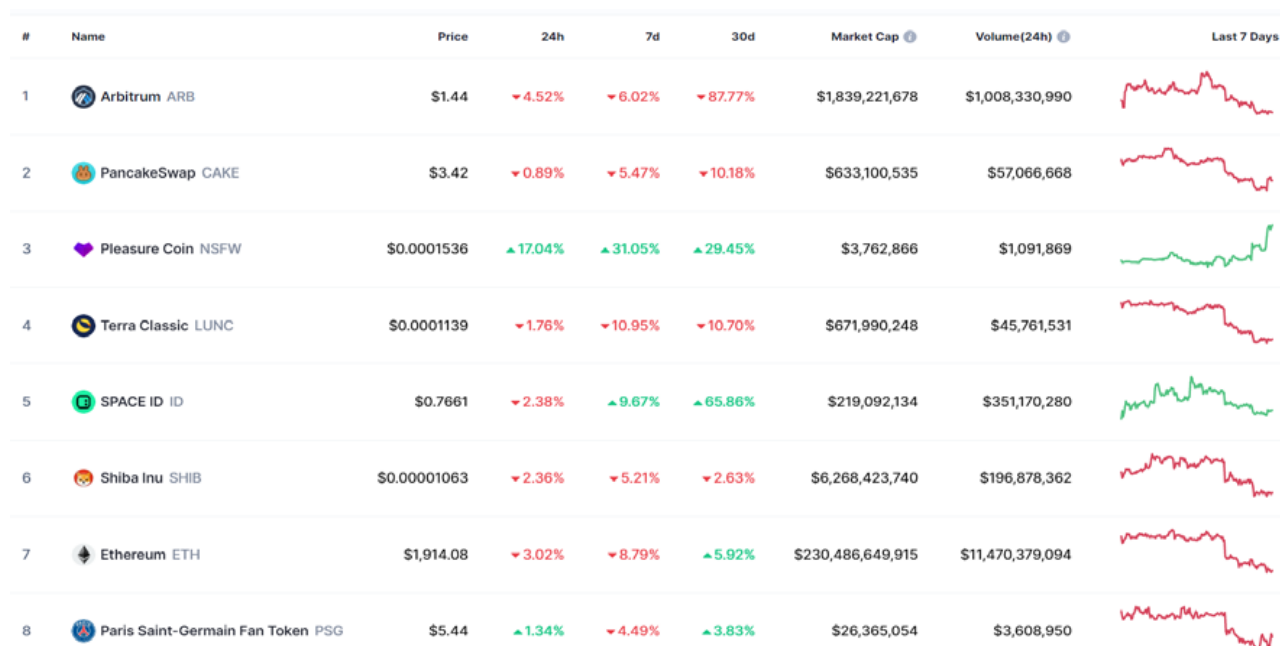 # Name Price 24h 7d 30d Market Cap Volume(24h) Last 7 Days
1 Arbitrum ARB $1.44 4.52% 6.02% 87.77% $1,839,221,678 $1,008,330,990
2 PancakeSwap CAKE $3.42 0.89% 5.47% 10.18% $633,100,535 $57,066,668
3 Pleasure Coin NSFW $0.0001536 17.04% 31.05% 29.45% $3,762,866 $1,091,869
4 Terra Classic LUNC $0.0001139 1.76% 10.95% 10.70% $671,990,248 $45,761,531
5 SPACE ID ID $0.7661 2.38% 9.67% 65.86% $219,092,134 $351,170,280
6 Shiba Inu SHIB $0.00001063 2.36% 5.21% 2.63% $6,268,423,740 $196,878,362
7 Ethereum ETH $1,914.08 3.02% 8.79% 5.92% $230,486,649,915 $11,470,379,094
8 Paris Saint-Germain Fan Token PSG $5.44 1.34% 4.49% 3.83% $26,365,054 $3,608,950